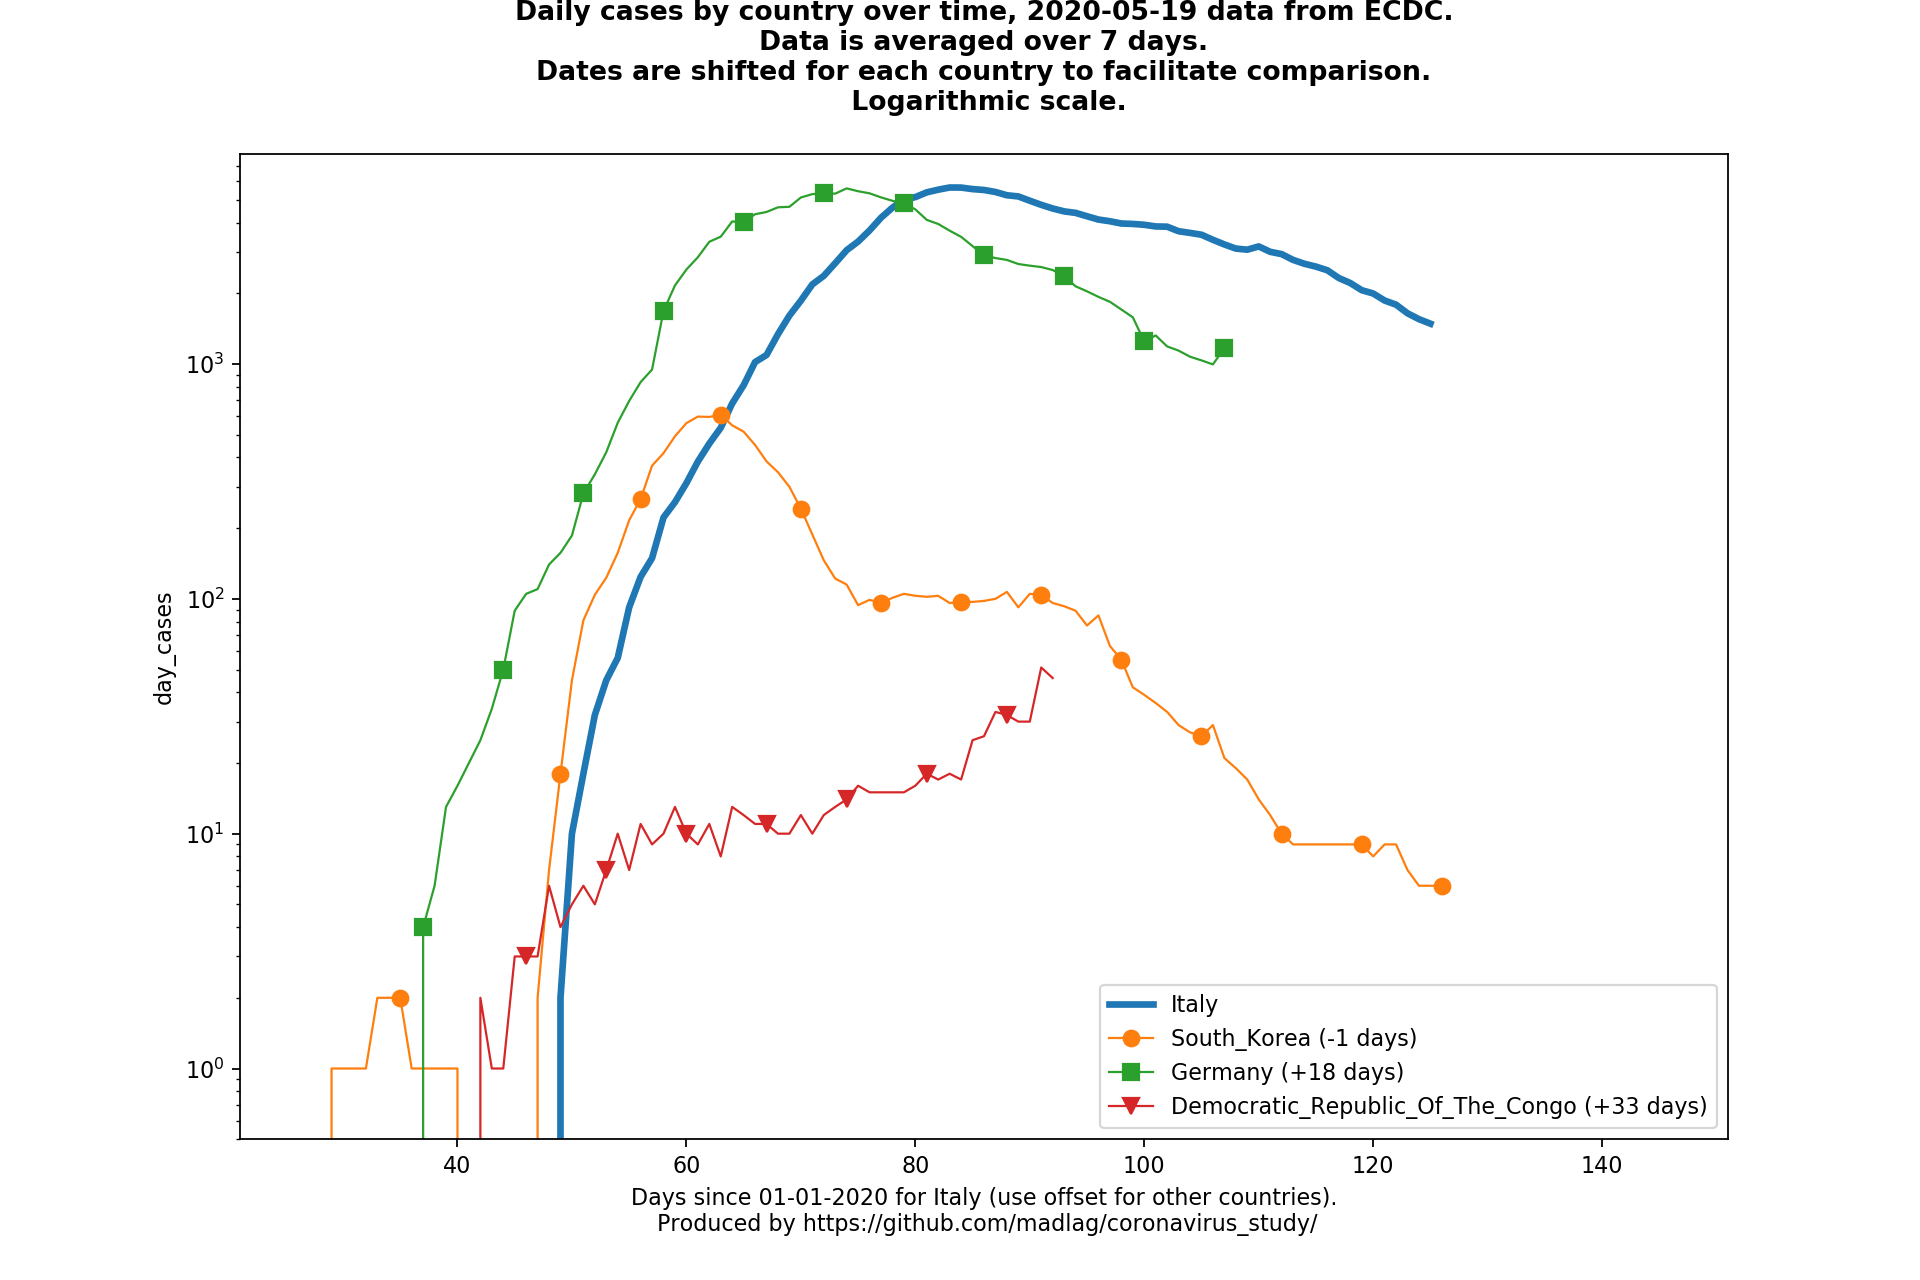 Daily cases by country over time, 2020-05-19 data from ECDC.
Data is averaged over 7 days.
Dates are shifted for each country to facilitate comparison.
Logarithmic scale.
day_cases
10³
10²
10¹
10⁰
Italy
South_Korea (-1 days)
Germany (+18 days)
Democratic_Republic_Of_The_Congo (+33 days)
40 60 80 100 120 140
Days since 01-01-2020 for Italy (use offset for other countries).
Produced by https://github.com/madlag/coronavirus_study/